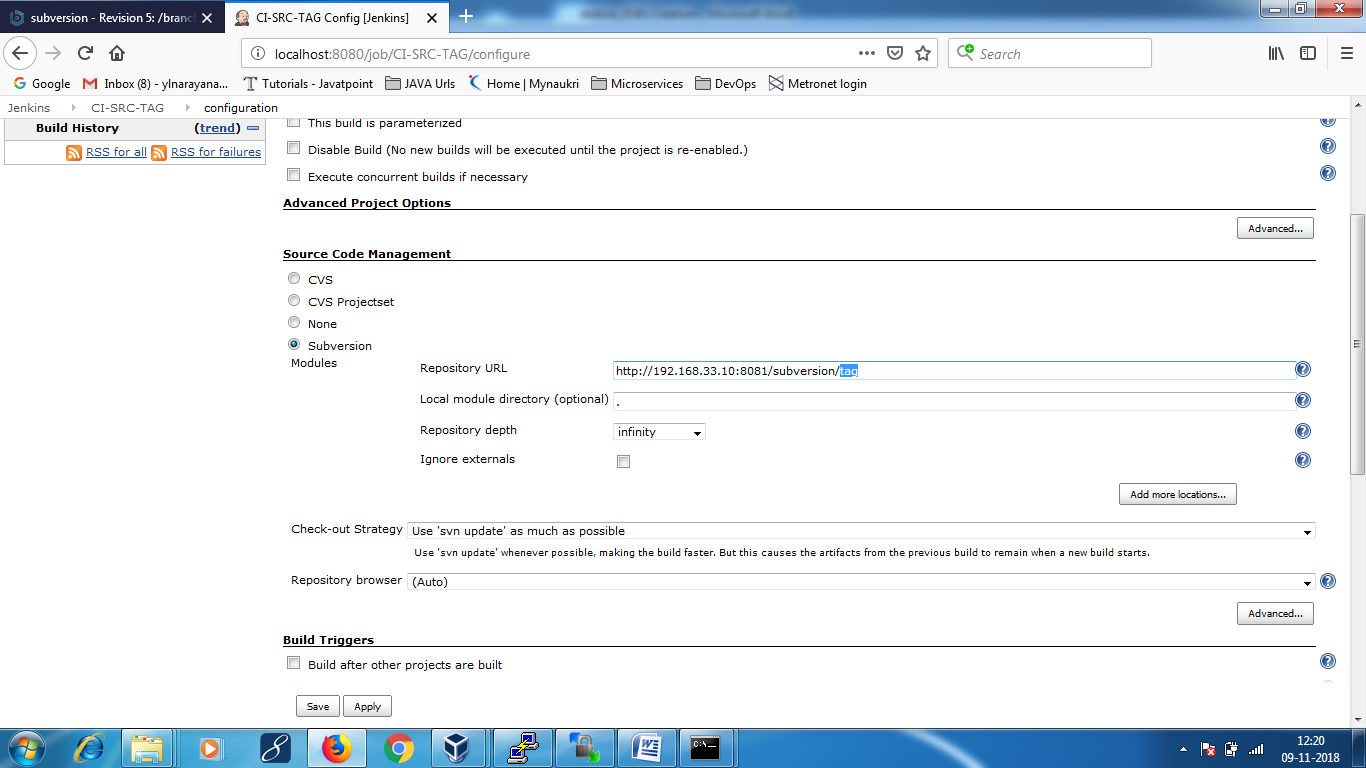 subversion - Revision 5: /branc
CI-SRC-TAG Config [Jenkins]
localhost:8080/job/CI-SRC-TAG/configure
Search
Google
Inbox (8) - ylnarayana...
Tutorials - Javatpoint
JAVA Urls
Home | Mynaukri
Microservices
DevOps
Metronet login
Jenkins
CI-SRC-TAG
configuration
Build History (trend)
RSS for all RSS for failures
This build is parameterized
Disable Build (No new builds will be executed until the project is re-enabled.)
Execute concurrent builds if necessary
Advanced Project Options
Advanced...
Source Code Management
CVS
CVS Projectset
None
Subversion
Modules
Repository URL http://192.168.33.10:8081/subversion/tag
Local module directory (optional) .
Repository depth infinity
Ignore externals
Add more locations...
Check-out Strategy Use 'svn update' as much as possible
Use 'svn update' whenever possible, making the build faster. But this causes the artifacts from the previous build to remain when a new build starts.
Repository browser (Auto)
Advanced...
Build Triggers
Build after other projects are built
Save Apply
12:20
09-11-2018